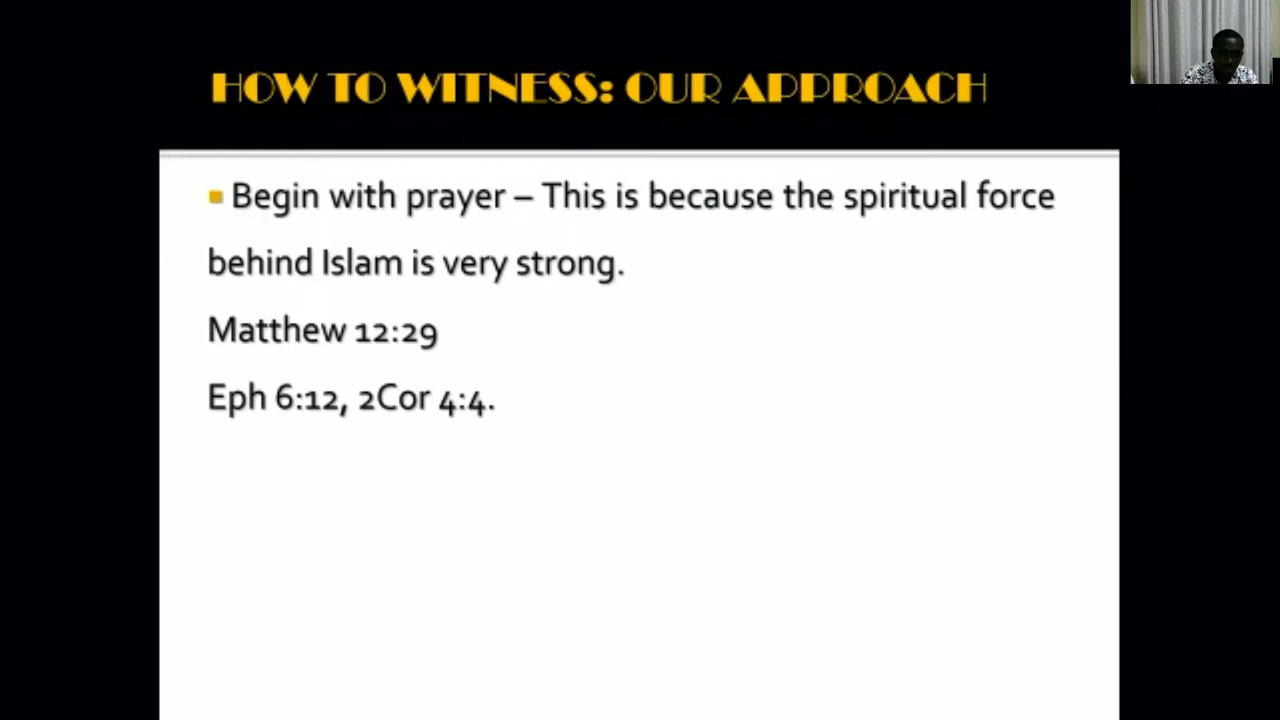 HOW TO WITNESS: OUR APPROACH
Begin with prayer – This is because the spiritual force
behind Islam is very strong.
Matthew 12:29
Eph 6:12, 2Cor 4:4.